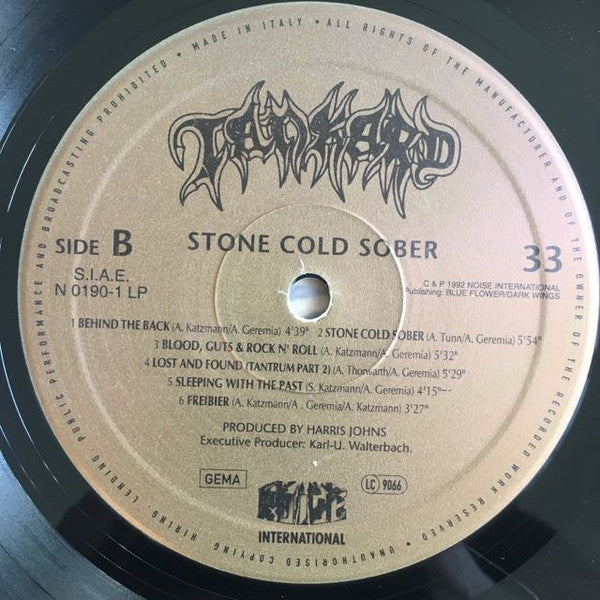 TANKARD
SIDE B
STONE COLD SOBER
33
S.I.A.E.
N 0190-1 LP
C & P 1992 NOISE INTERNATIONAL
Publishing: BLUE FLOWER/DARK WINGS
1 BEHIND THE BACK (A. Katzmann/A. Geremia) 4'39" 2 STONE COLD SOBER (A. Tunn/A. Geremia) 5'54"
3 BLOOD, GUTS & ROCK N' ROLL (A. Katzmann/A. Geremia) 5'32"
4 LOST AND FOUND (TANTRUM PART 2) (A. Thorwarth/A. Geremia) 5'29"
5 SLEEPING WITH THE PAST (S. Katzmann/A. Geremia) 4'15"
6 FREIBIER (A. Katzmann/A . Geremia/A. Katzmann) 3'27"
PRODUCED BY HARRIS JOHNS
Executive Producer: Karl-U. Walterbach.
GEMA
NOISE
INTERNATIONAL
LC 9066
• MADE IN ITALY • ALL RIGHTS OF THE MANUFACTURER AND OF THE OWNER OF THE RECORDED WORK RESERVED • UNAUTHORISED COPYING, HIRING, LENDING, PUBLIC PERFORMANCE AND BROADCASTING PROHIBITED